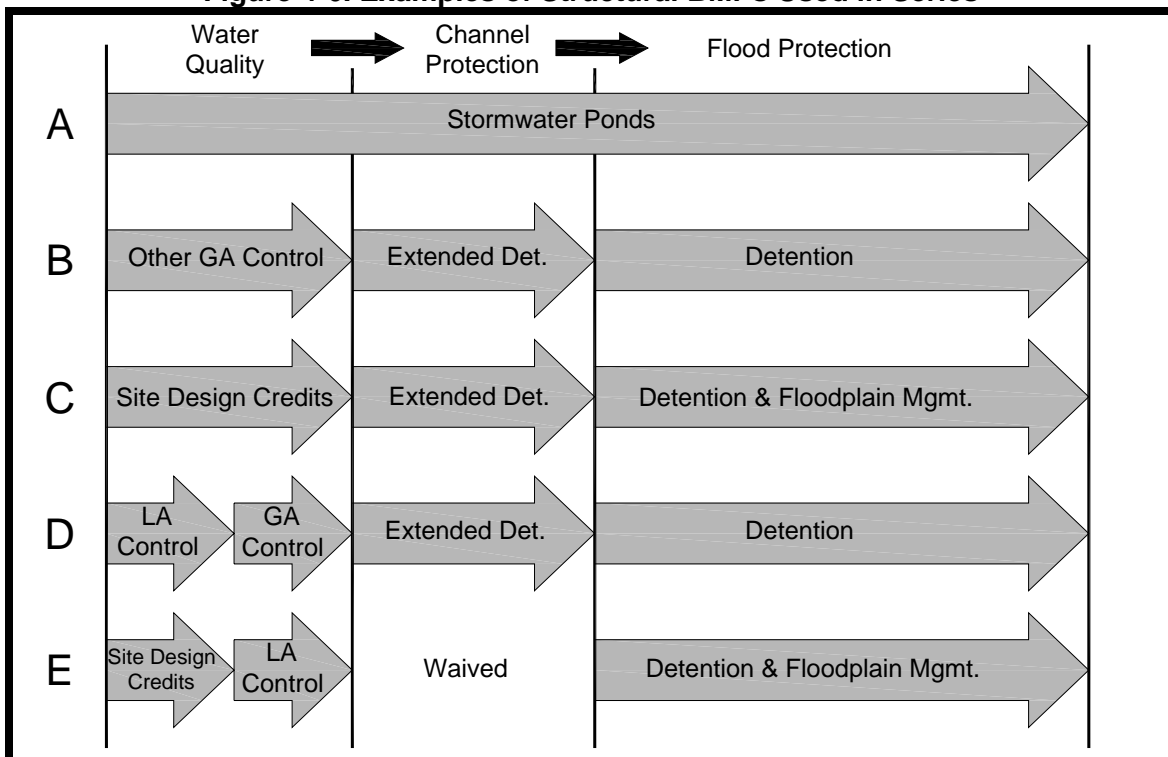 Water
Quality
Channel
Protection
Flood Protection
A
Stormwater Ponds
B
Other GA Control
Extended Det.
Detention
C
Site Design Credits
Extended Det.
Detention & Floodplain Mgmt.
D
LA
Control
GA
Control
Extended Det.
Detention
E
Site Design
Credits
LA
Control
Waived
Detention & Floodplain Mgmt.